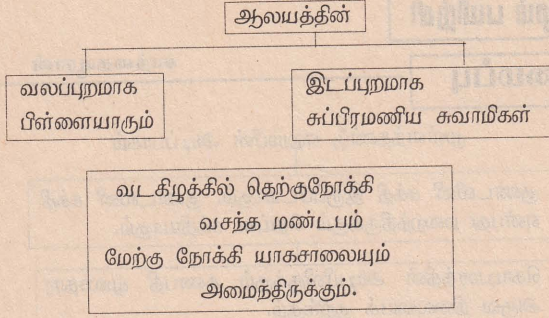 ஆலயத்தின்
வலப்புறமாக
பிள்ளையாரும்
இடப்புறமாக
சுப்பிரமணிய சுவாமிகள்
வடகிழக்கில் தெற்குநோக்கி
வசந்த மண்டபம்
மேற்கு நோக்கி யாகசாலையும்
அமைந்திருக்கும்.